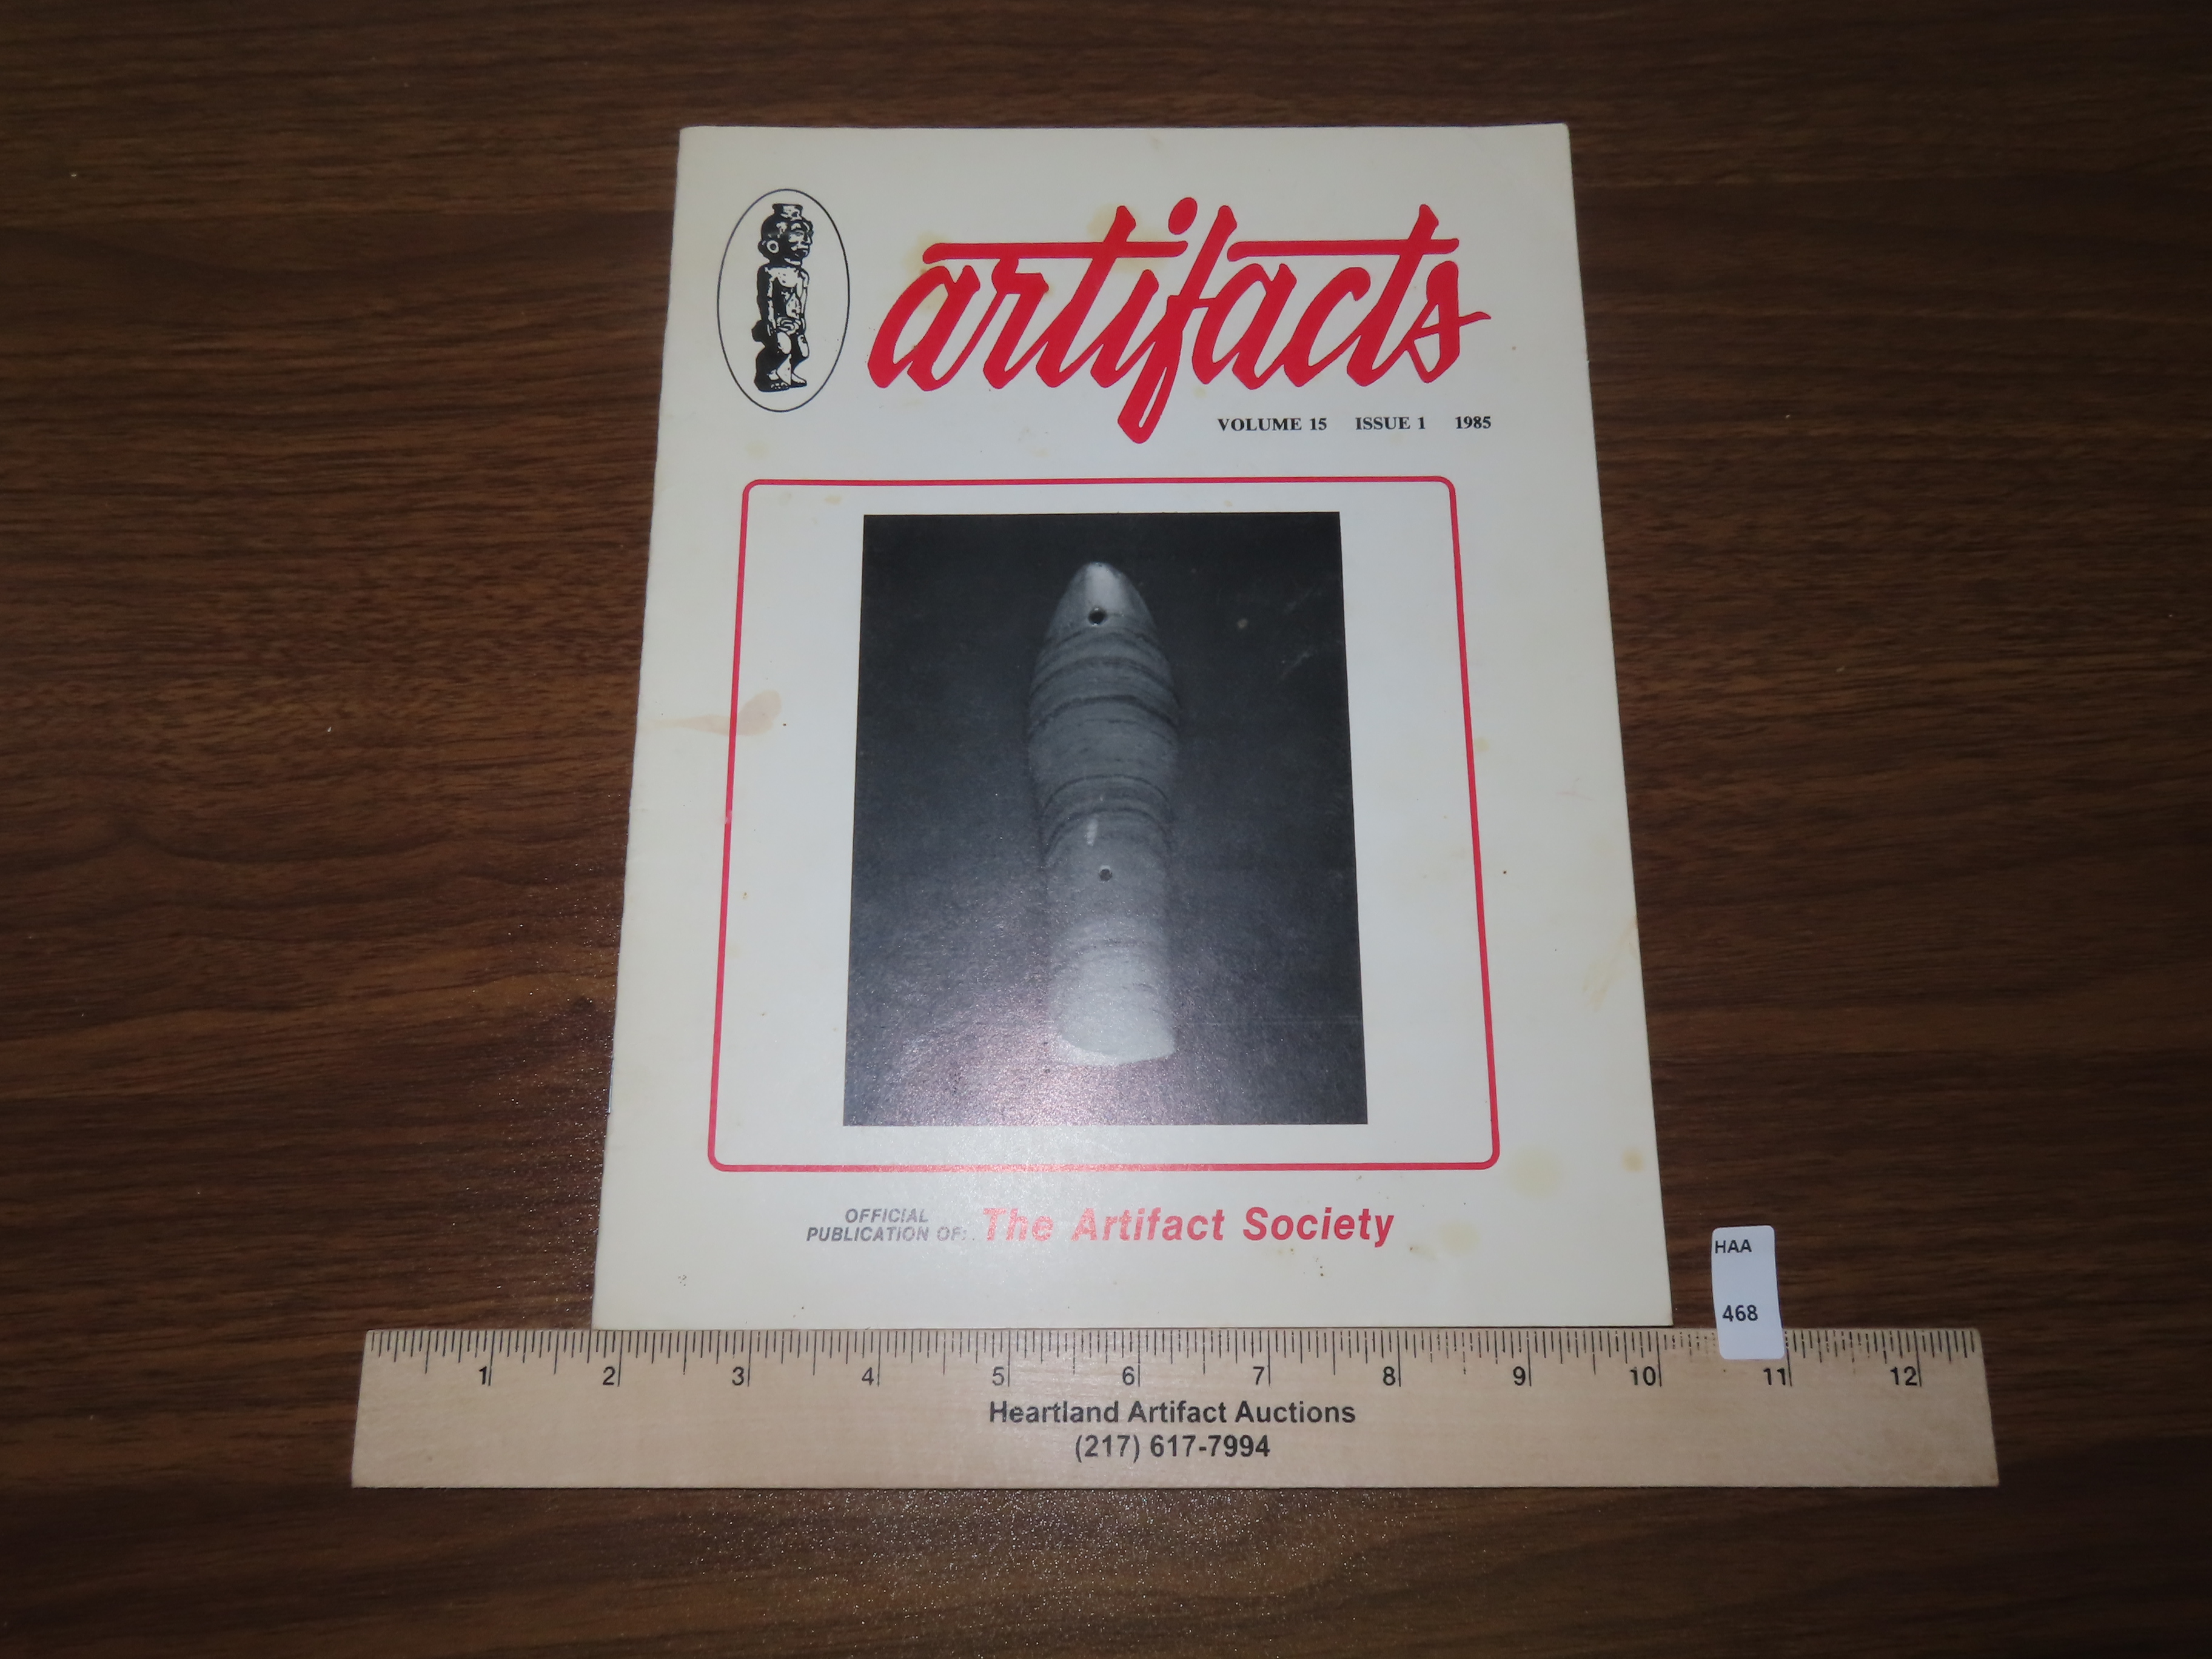 artifacts
VOLUME 15 ISSUE 1 1985
OFFICIAL
PUBLICATION OF: The Artifact Society
HAA
468
1 2 3 4 5 6 7 8 9 10 11 12
Heartland Artifact Auctions
(217) 617-7994